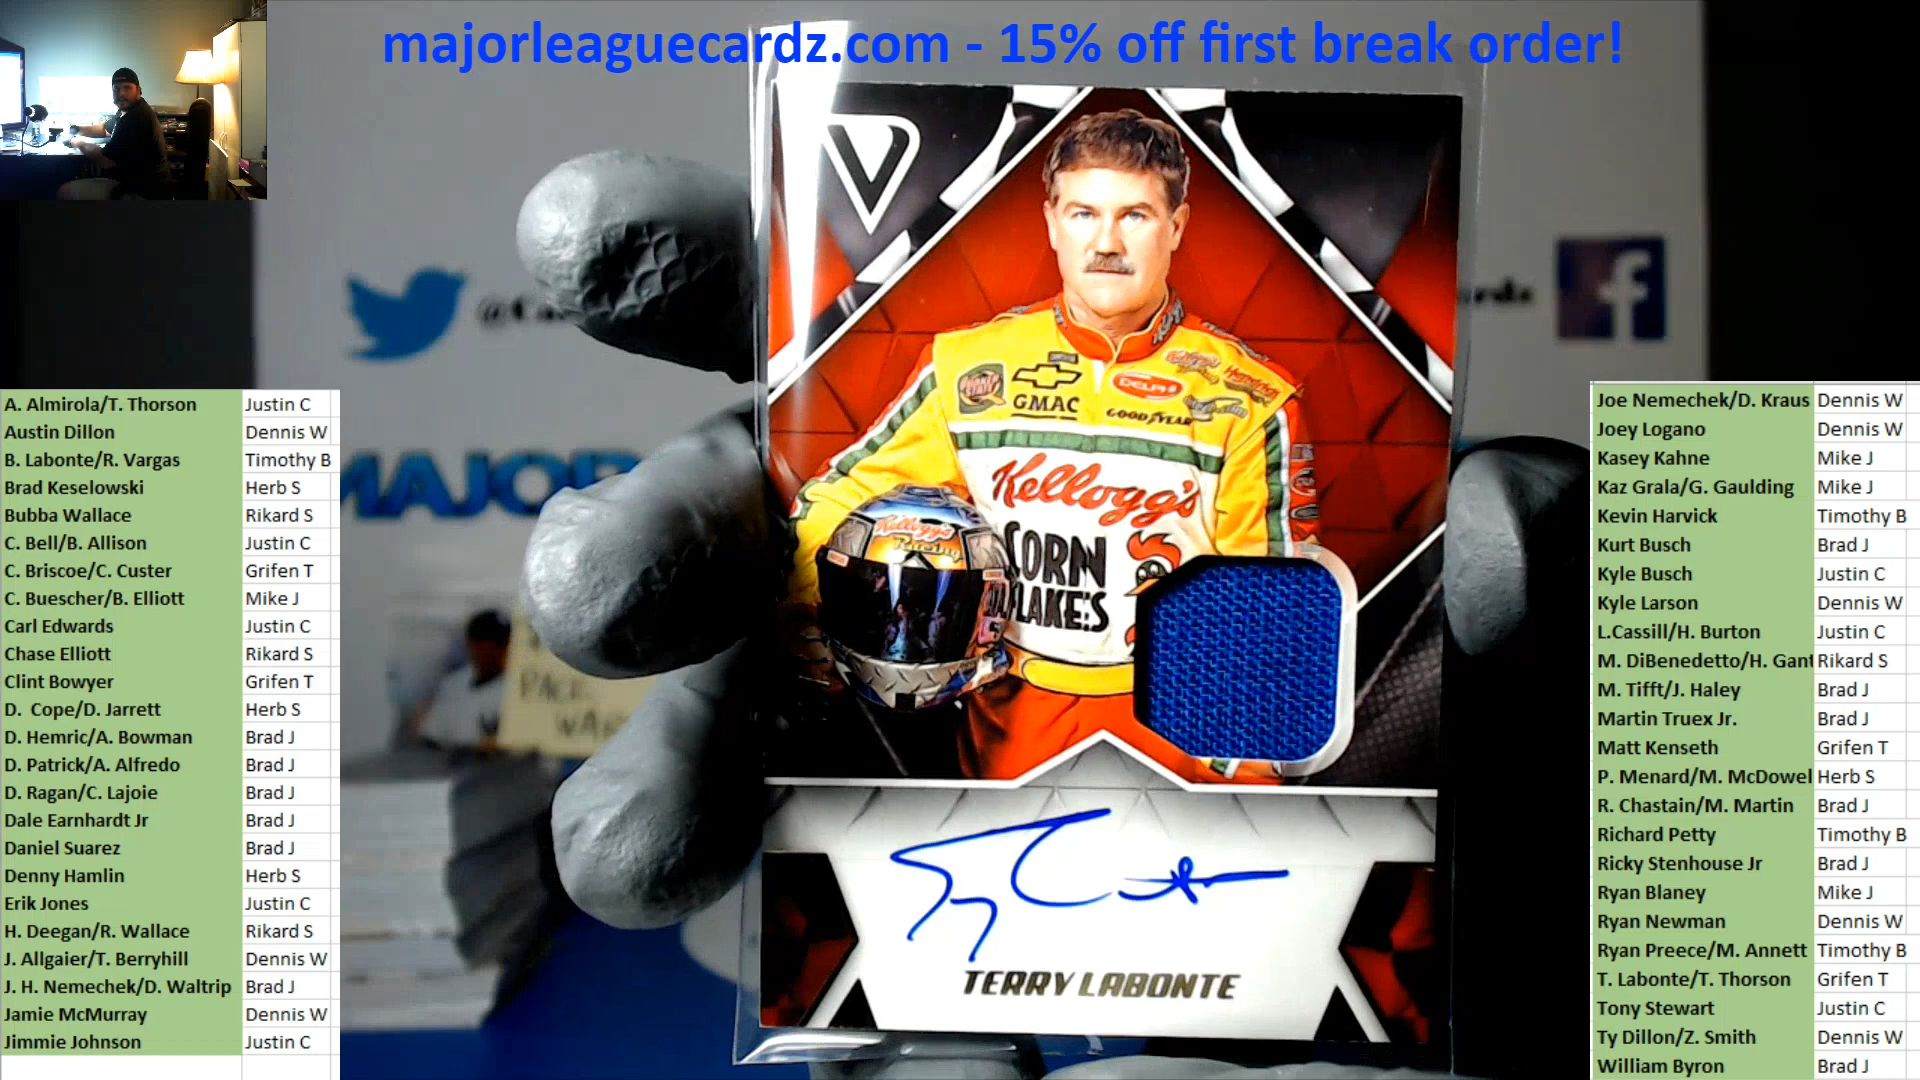 majorleaguecardz.com - 15% off first break order!
A. Almirola/T. Thorson Justin C
Austin Dillon Dennis W
B. Labonte/R. Vargas Timothy B
Brad Keselowski Herb S
Bubba Wallace Rikard S
C. Bell/B. Allison Justin C
C. Briscoe/C. Custer Grifen T
C. Buescher/B. Elliott Mike J
Carl Edwards Justin C
Chase Elliott Rikard S
Clint Bowyer Grifen T
D. Cope/D. Jarrett Herb S
D. Hemric/A. Bowman Brad J
D. Patrick/A. Alfredo Brad J
D. Ragan/C. Lajoie Brad J
Dale Earnhardt Jr Brad J
Daniel Suarez Brad J
Denny Hamlin Herb S
Erik Jones Justin C
H. Deegan/R. Wallace Rikard S
J. Allgaier/T. Berryhill Dennis W
J. H. Nemechek/D. Waltrip Brad J
Jamie McMurray Dennis W
Jimmie Johnson Justin C
MAJOR
V
GMAC
DELPHI
GOODYEAR
Kellogg's
CORN
FLAKES
Kellogg's
Racing
TERRY LABONTE
Joe Nemechek/D. Kraus Dennis W
Joey Logano Dennis W
Kasey Kahne Mike J
Kaz Grala/G. Gaulding Mike J
Kevin Harvick Timothy B
Kurt Busch Brad J
Kyle Busch Justin C
Kyle Larson Dennis W
L.Cassill/H. Burton Justin C
M. DiBenedetto/H. Gant Rikard S
M. Tifft/J. Haley Brad J
Martin Truex Jr. Brad J
Matt Kenseth Grifen T
P. Menard/M. McDowel Herb S
R. Chastain/M. Martin Brad J
Richard Petty Timothy B
Ricky Stenhouse Jr Brad J
Ryan Blaney Mike J
Ryan Newman Dennis W
Ryan Preece/M. Annett Timothy B
T. Labonte/T. Thorson Grifen T
Tony Stewart Justin C
Ty Dillon/Z. Smith Dennis W
William Byron Brad J